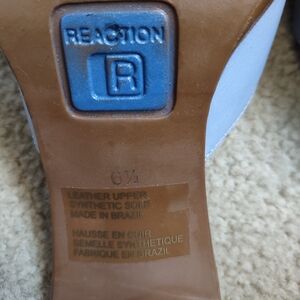 REACTION
R
6½
LEATHER UPPER
SYNTHETIC SOLE
MADE IN BRAZIL
HAUSSE EN CUIR
SEMELLE SYNTHETIQUE
FABRIQUE EN BRAZIL